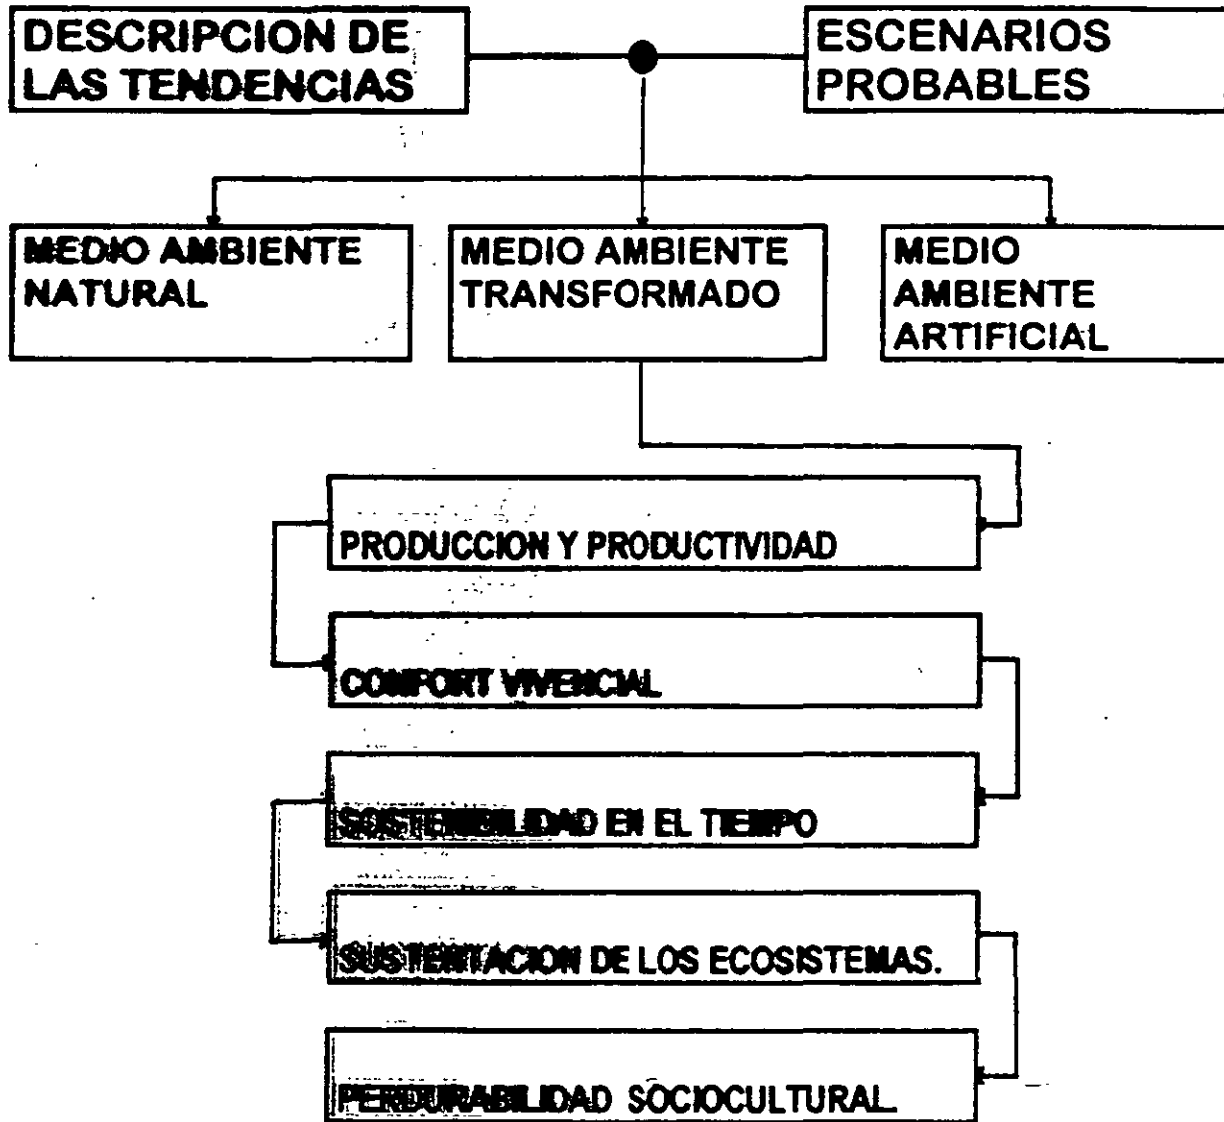 DESCRIPCION DE
LAS TENDENCIAS
ESCENARIOS
PROBABLES
MEDIO AMBIENTE
NATURAL
MEDIO AMBIENTE
TRANSFORMADO
MEDIO
AMBIENTE
ARTIFICIAL
PRODUCCION Y PRODUCTIVIDAD
CONFORT VIVENCIAL
SOSTENIBILIDAD EN EL TIEMPO
SUSTENTACION DE LOS ECOSISTEMAS.
PERDURABILIDAD SOCIOCULTURAL.